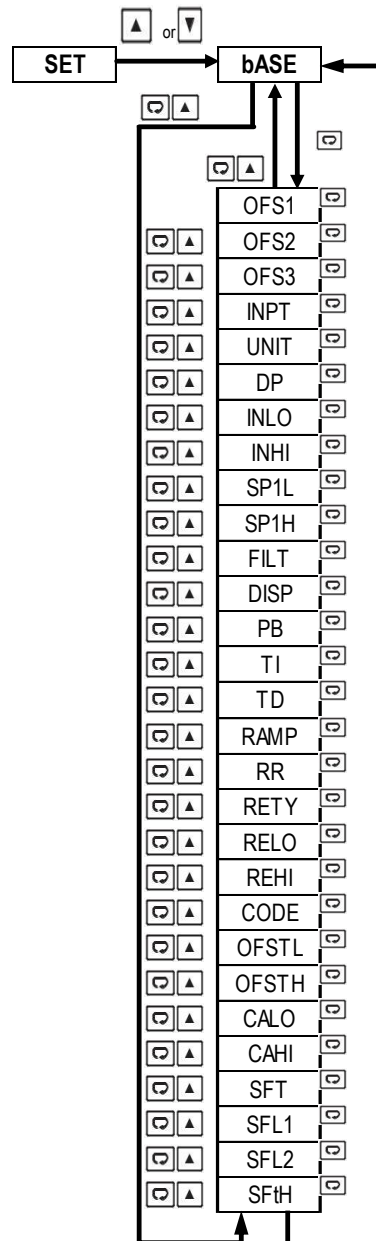 or
SET
bASE
OFS1
OFS2
OFS3
INPT
UNIT
DP
INLO
INHI
SP1L
SP1H
FILT
DISP
PB
TI
TD
RAMP
RR
RETY
RELO
REHI
CODE
OFSTL
OFSTH
CALO
CAHI
SFT
SFL1
SFL2
SFtH